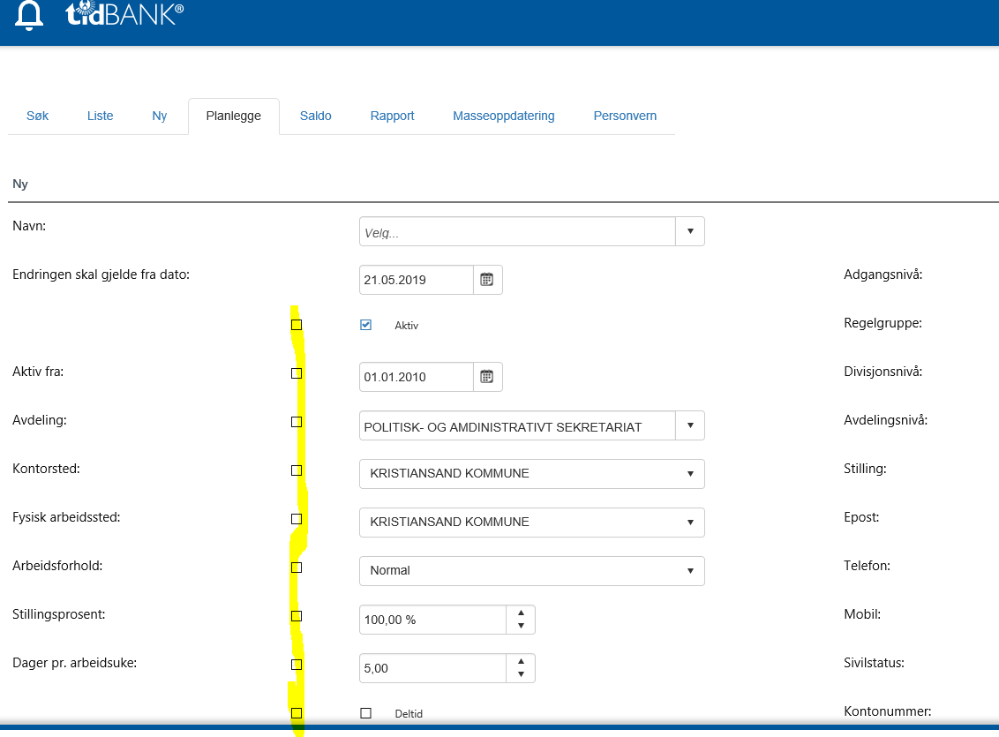 tidBANK®
Søk Liste Ny Planlegge Saldo Rapport Masseoppdatering Personvern
Ny
Navn: Velg...
Endringen skal gjelde fra dato: 21.05.2019 Adgangsnivå:
Aktiv Regelgruppe:
Aktiv fra: 01.01.2010 Divisjonsnivå:
Avdeling: POLITISK- OG AMDINISTRATIVT SEKRETARIAT Avdelingsnivå:
Kontorsted: KRISTIANSAND KOMMUNE Stilling:
Fysisk arbeidssted: KRISTIANSAND KOMMUNE Epost:
Arbeidsforhold: Normal Telefon:
Stillingsprosent: 100,00 % Mobil:
Dager pr. arbeidsuke: 5,00 Sivilstatus:
Deltid Kontonummer: